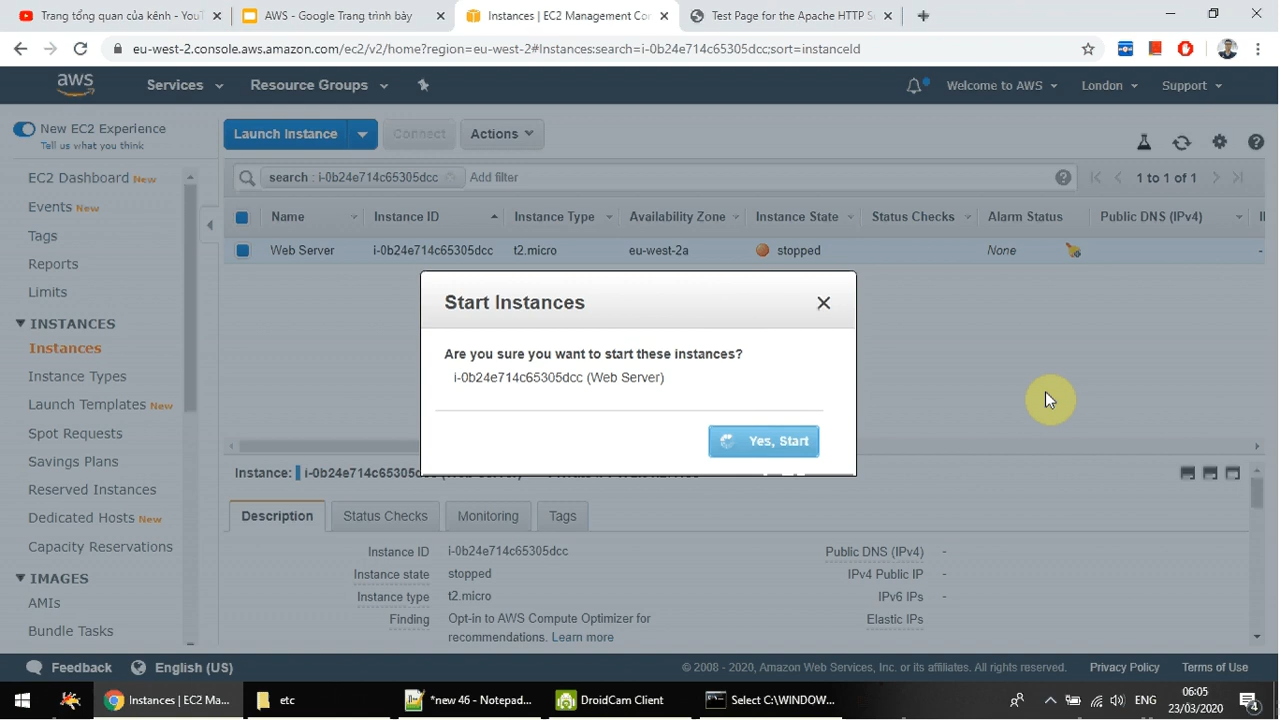 Trang tổng quan của kênh - YouT
AWS - Google Trang trình bày
Instances | EC2 Management Con
Test Page for the Apache HTTP S
eu-west-2.console.aws.amazon.com/ec2/v2/home?region=eu-west-2#Instances:search=i-0b24e714c65305dcc;sort=instanceId
aws
Services
Resource Groups
Welcome to AWS
London
Support
New EC2 Experience
Tell us what you think
Launch Instance
Connect
Actions
EC2 Dashboard New
Events New
Tags
Reports
Limits
INSTANCES
Instances
Instance Types
Launch Templates New
Spot Requests
Savings Plans
Reserved Instances
Dedicated Hosts New
Capacity Reservations
IMAGES
AMIs
Bundle Tasks
search : i-0b24e714c65305dcc
Add filter
1 to 1 of 1
Name Instance ID Instance Type Availability Zone Instance State Status Checks Alarm Status Public DNS (IPv4)
Web Server i-0b24e714c65305dcc t2.micro eu-west-2a stopped None -
Start Instances
Are you sure you want to start these instances?
i-0b24e714c65305dcc (Web Server)
Yes, Start
Instance: i-0b24e714c65305dcc
Description Status Checks Monitoring Tags
Instance ID i-0b24e714c65305dcc
Instance state stopped
Instance type t2.micro
Finding Opt-in to AWS Compute Optimizer for
recommendations. Learn more
Public DNS (IPv4) -
IPv4 Public IP -
IPv6 IPs -
Elastic IPs
Feedback
English (US)
© 2008 - 2020, Amazon Web Services, Inc. or its affiliates. All rights reserved.
Privacy Policy
Terms of Use
Instances | EC2 Ma...
etc
*new 46 - Notepad...
DroidCam Client
Select C:\WINDOW...
ENG
06:05
23/03/2020
4